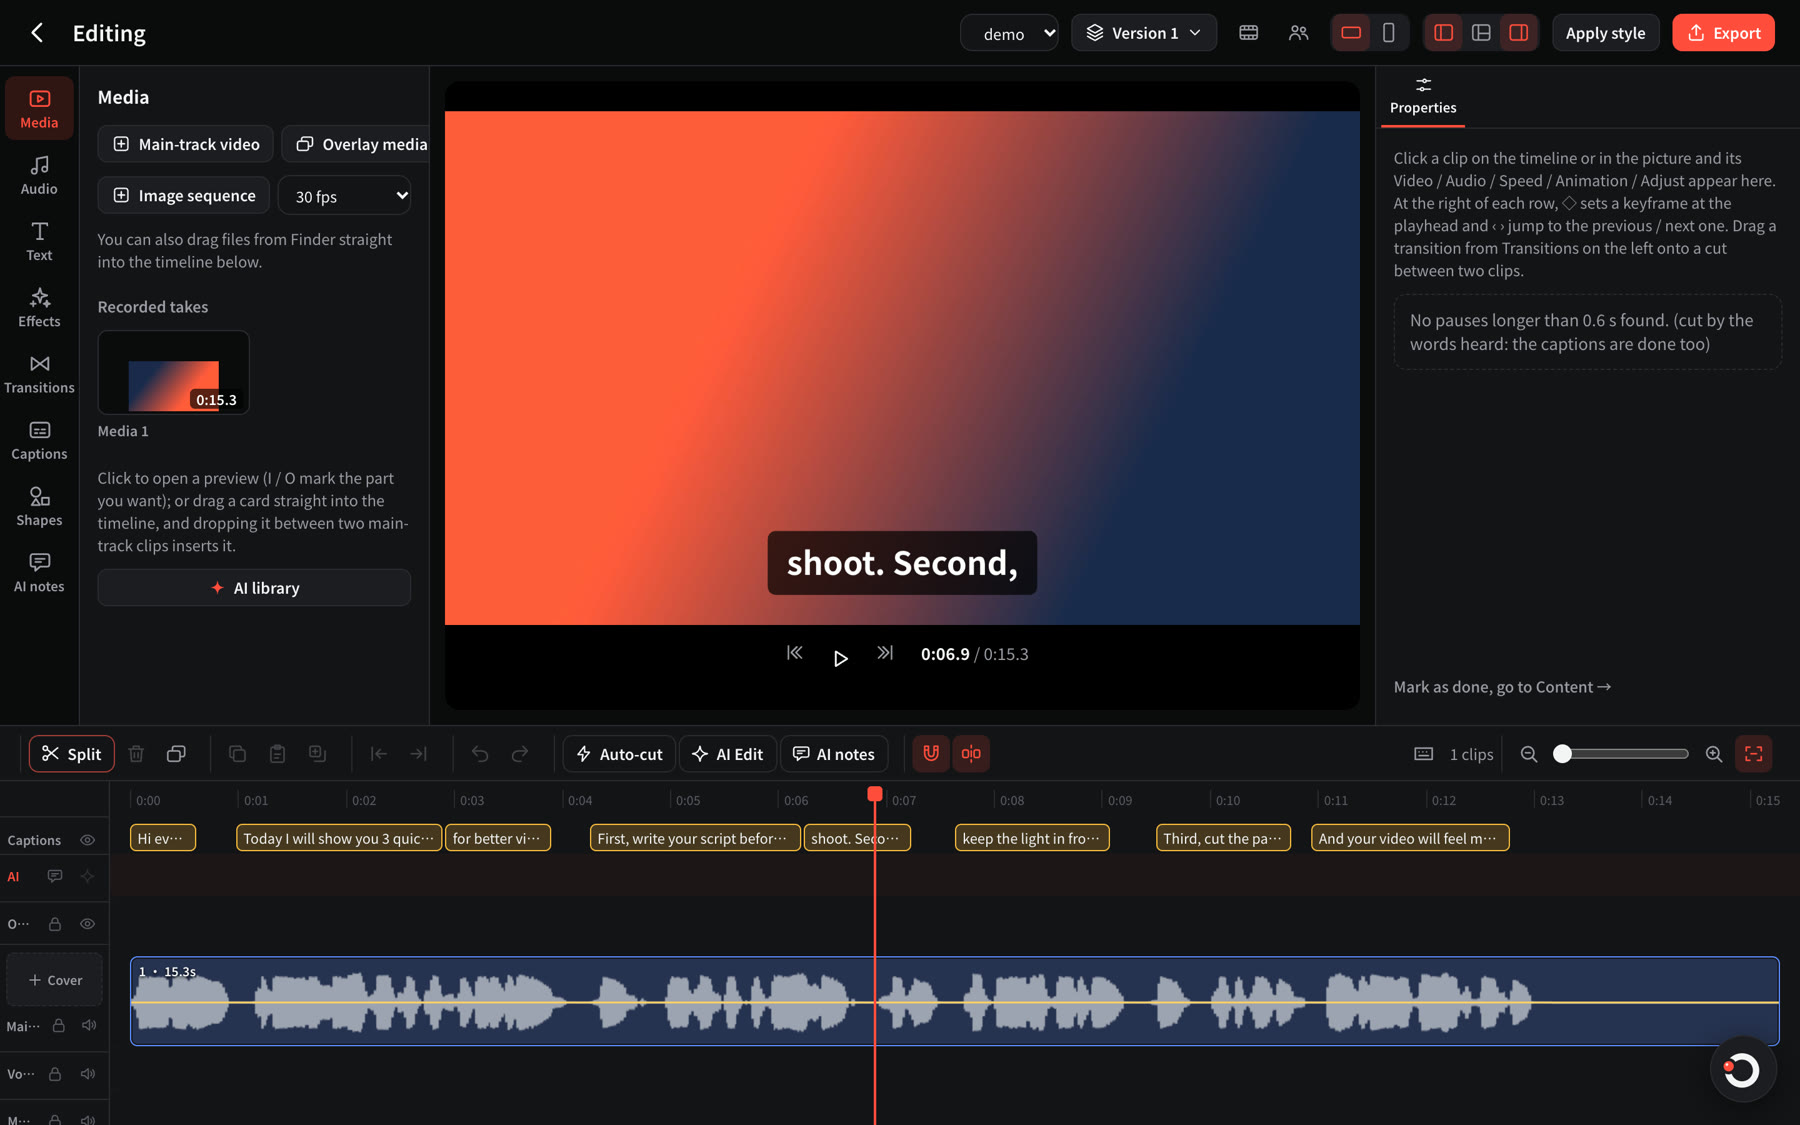 Editing
demo
Version 1
Apply style
Export
Media
Audio
Text
Effects
Transitions
Captions
Shapes
AI notes
Media
Main-track video
Overlay media
Image sequence
30 fps
You can also drag files from Finder straight
into the timeline below.
Recorded takes
0:15.3
Media 1
Click to open a preview (I / O mark the part
you want); or drag a card straight into the
timeline, and dropping it between two main-
track clips inserts it.
AI library
shoot. Second,
0:06.9 / 0:15.3
Properties
Click a clip on the timeline or in the picture and its
Video / Audio / Speed / Animation / Adjust appear here.
At the right of each row, ◇ sets a keyframe at the
playhead and ‹ › jump to the previous / next one. Drag a
transition from Transitions on the left onto a cut
between two clips.
No pauses longer than 0.6 s found. (cut by the
words heard: the captions are done too)
Mark as done, go to Content →
Split
Auto-cut
AI Edit
AI notes
1 clips
0:00 0:01 0:02 0:03 0:04 0:05 0:06 0:07 0:08 0:09 0:10 0:11 0:12 0:13 0:14 0:15
Captions
Hi ev···
Today I will show you 3 quic···
for better vi···
First, write your script befor···
shoot. Seco···
keep the light in fro···
Third, cut the pa···
And your video will feel m···
AI
O···
+ Cover
1 · 15.3s
Mai···
Vo···
M···